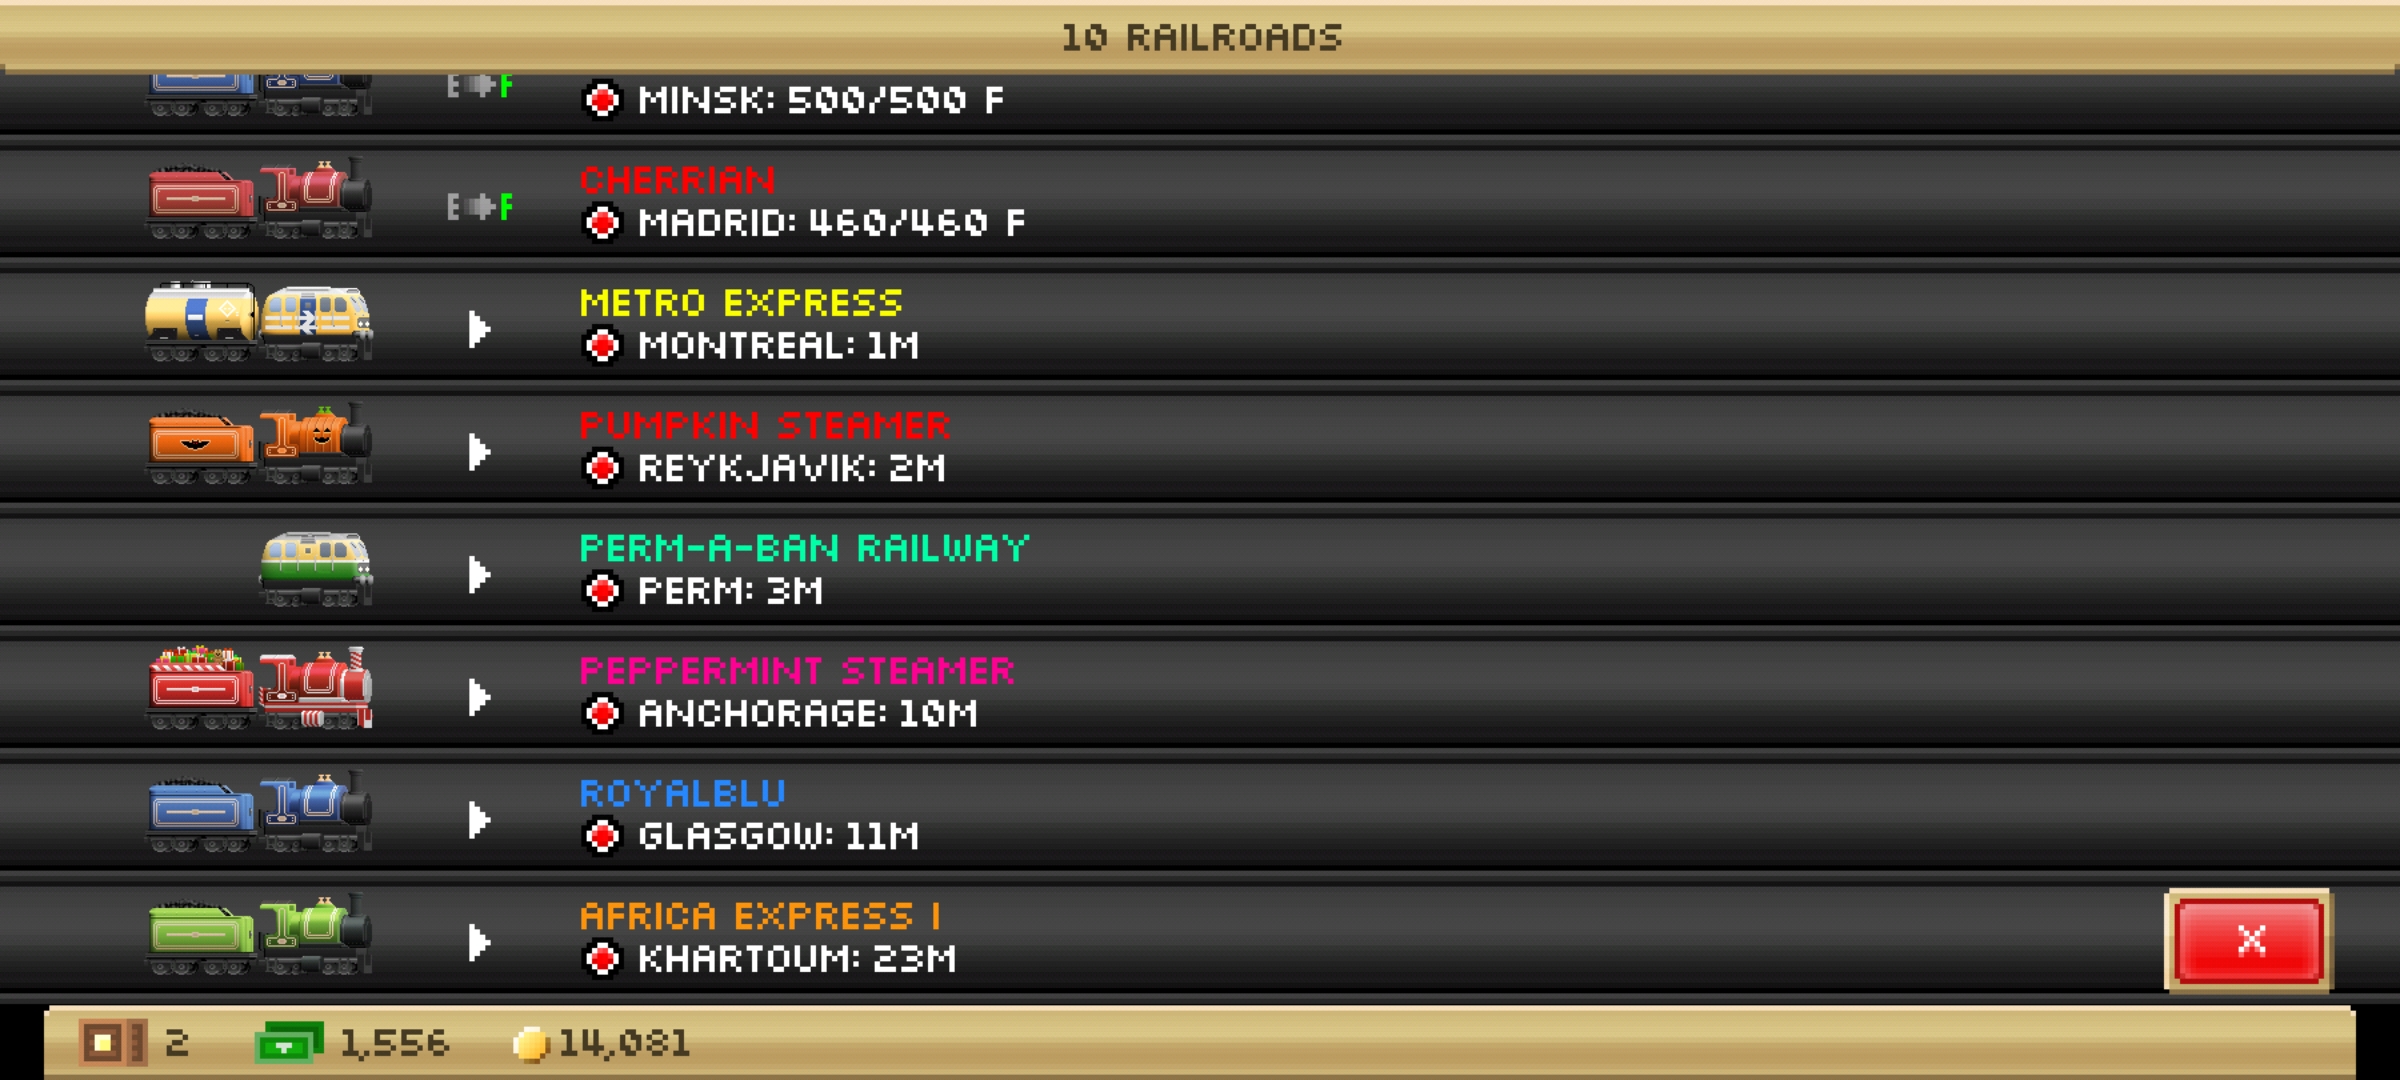 10 RAILROADS
E F MINSK: 500/500 F
CHERRIAN
E F MADRID: 460/460 F
METRO EXPRESS
MONTREAL: 1M
PUMPKIN STEAMER
REYKJAVIK: 2M
PERM-A-BAN RAILWAY
PERM: 3M
PEPPERMINT STEAMER
ANCHORAGE: 10M
ROYALBLU
GLASGOW: 11M
AFRICA EXPRESS I
KHARTOUM: 23M
X
2 1,556 14,081